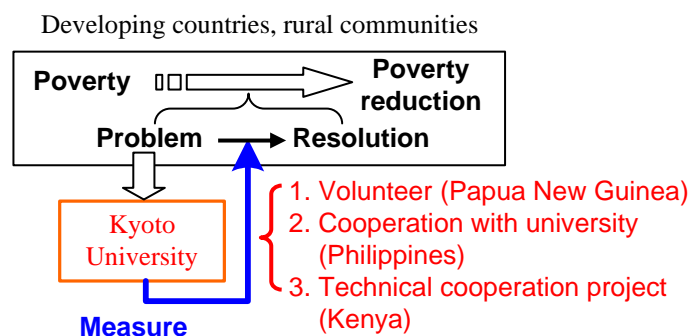 Developing countries, rural communities
Poverty
Poverty
reduction
Problem
Resolution
Kyoto
University
1. Volunteer (Papua New Guinea)
2. Cooperation with university
(Philippines)
3. Technical cooperation project
(Kenya)
Measure